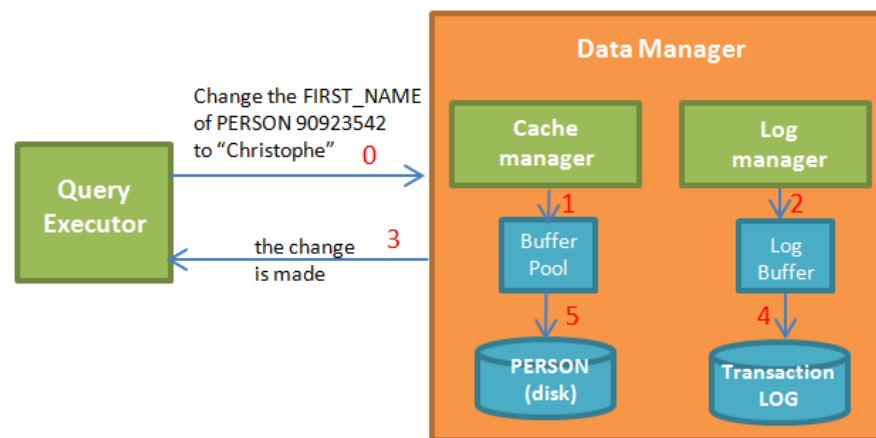 Data Manager
Change the FIRST_NAME
of PERSON 90923542
to “Christophe”
0
Query
Executor
3
the change
is made
Cache
manager
Log
manager
1
2
Buffer
Pool
Log
Buffer
5
4
PERSON
(disk)
Transaction
LOG